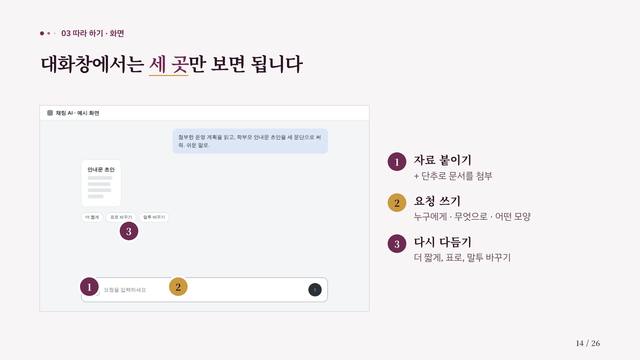 03 따라 하기 · 화면
대화창에서는 세 곳만 보면 됩니다
채팅 AI · 예시 화면
첨부한 운영 계획을 읽고, 학부모 안내문 초안을 세 문단으로 써
줘. 쉬운 말로.
안내문 초안
더 짧게
표로 바꾸기
말투 바꾸기
3
1
요청을 입력하세요
2
1
자료 붙이기
+ 단추로 문서를 첨부
2
요청 쓰기
누구에게 · 무엇으로 · 어떤 모양
3
다시 다듬기
더 짧게, 표로, 말투 바꾸기
14 / 26